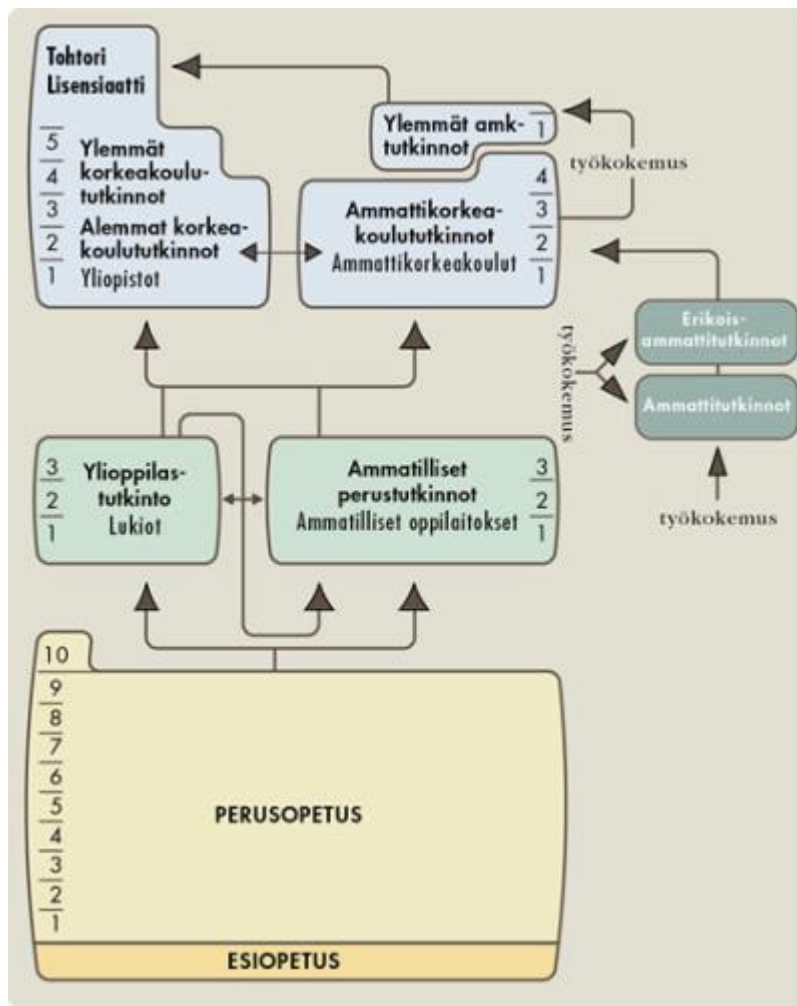 Tohtori
Lisensiaatti
5
4
3
2
1
Ylemmät
korkeakoulu-
tutkinnot
Alemmat korkea-
koulututkinnot
Yliopistot
Ylemmät amk-
tutkinnot
1
työkokemus
Ammattikorkea-
koulututkinnot
Ammattikorkeakoulut
4
3
2
1
Erikois-
ammattitutkinnot
työkokemus
Ammattitutkinnot
työkokemus
3
2
1
Ylioppilas-
tutkinto
Lukiot
Ammatilliset
perustutkinnot
Ammatilliset oppilaitokset
3
2
1
10
9
8
7
6
5
4
3
2
1
PERUSOPETUS
ESIOPETUS